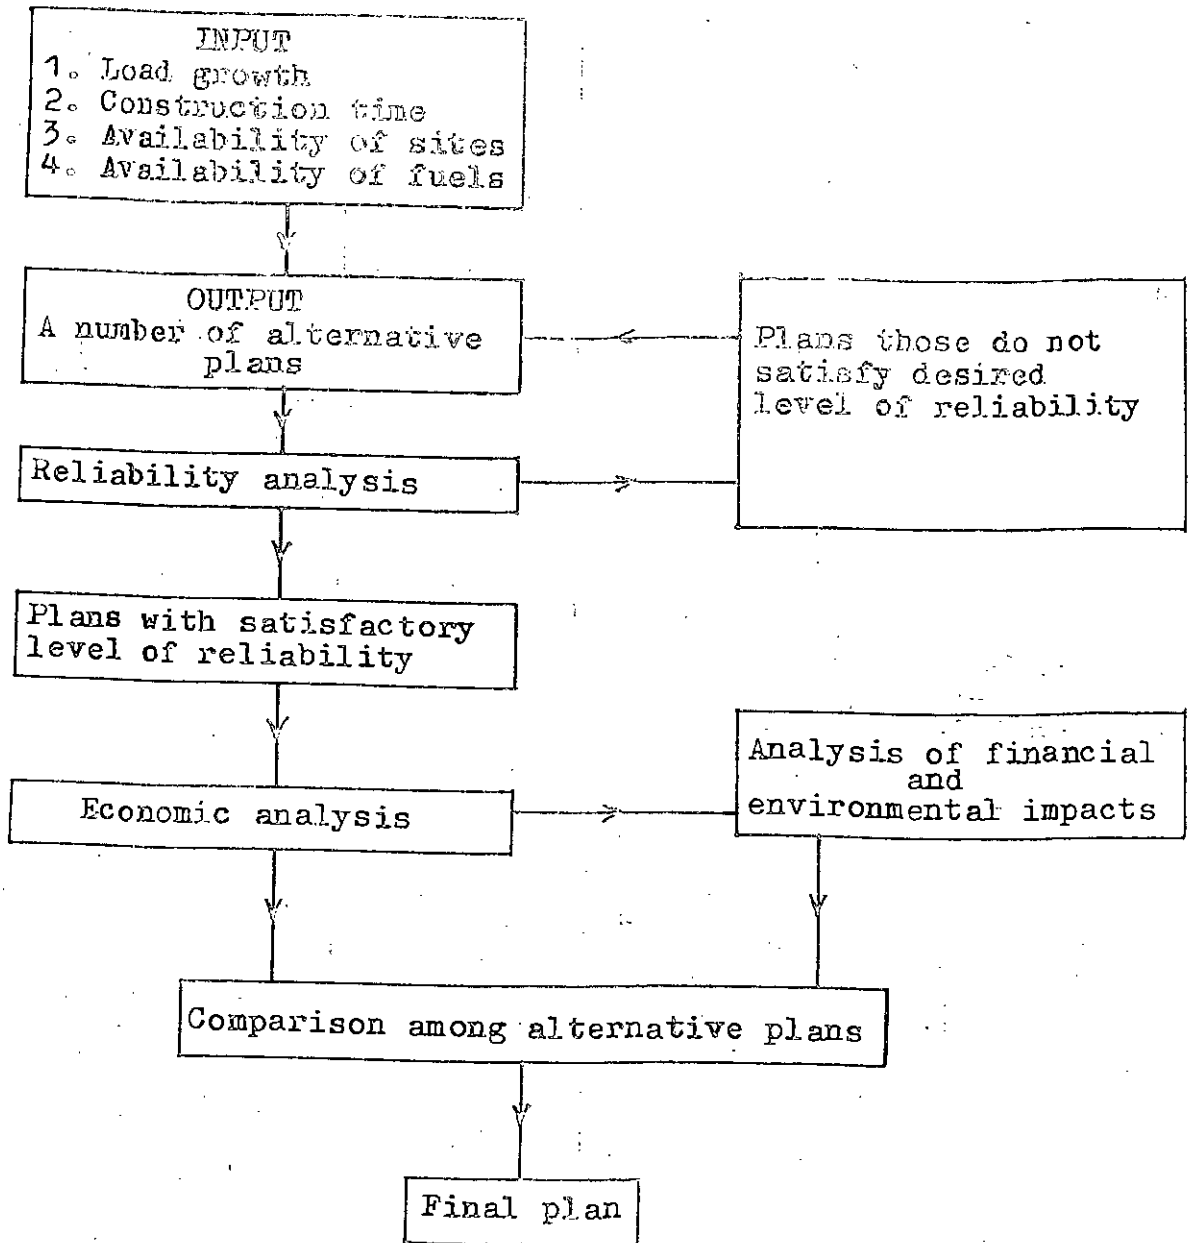 INPUT
1. Load growth
2. Construction time
3. Availability of sites
4. Availability of fuels
OUTPUT
A number of alternative
plans
Plans those do not
satisfy desired
level of reliability
Reliability analysis
Plans with satisfactory
level of reliability
Economic analysis
Analysis of financial
and
environmental impacts
Comparison among alternative plans
Final plan